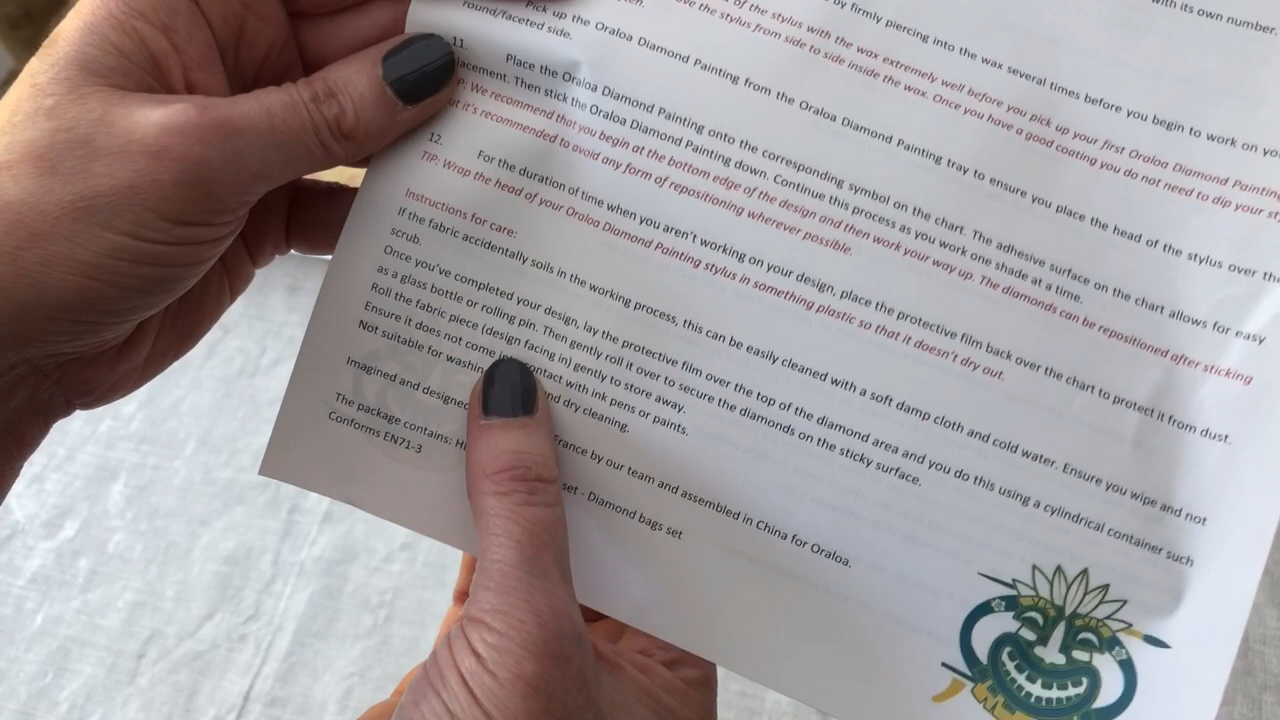 with its own number.
by firmly piercing into the wax several times before you begin to work on
of the stylus with the wax extremely well before you pick up your first Oraloa Diamond
the stylus from side to side inside the wax. Once you have a good coating you do not need to dip your
Pick up the Oraloa Diamond Painting from the Oraloa Diamond Painting tray to ensure you place the head of the stylus over the
round/faceted side.
11. Place the Oraloa Diamond Painting onto the corresponding symbol on the chart. The adhesive surface on the chart allows for easy
lacement. Then stick the Oraloa Diamond Painting down. Continue this process as you work one shade at a time.
P: We recommend that you begin at the bottom edge of the design and then work your way up. The diamonds can be repositioned after sticking
ut it's recommended to avoid any form of repositioning wherever possible.
12. For the duration of time when you aren't working on your design, place the protective film back over the chart to protect it from dust.
TIP: Wrap the head of your Oraloa Diamond Painting stylus in something plastic so that it doesn't dry out.
Instructions for care:
If the fabric accidentally soils in the working process, this can be easily cleaned with a soft damp cloth and cold water. Ensure you wipe and not
scrub.
Once you've completed your design, lay the protective film over the top of the diamond area and you do this using a cylindrical container such
as a glass bottle or rolling pin. Then gently roll it over to secure the diamonds on the sticky surface.
Roll the fabric piece (design facing in) gently to store away.
Ensure it does not come contact with ink pens or paints.
Not suitable for and dry cleaning.
Imagined and designed France by our team and assembled in China for Oraloa.
The package contains: set - Diamond bags set
Conforms EN71-3